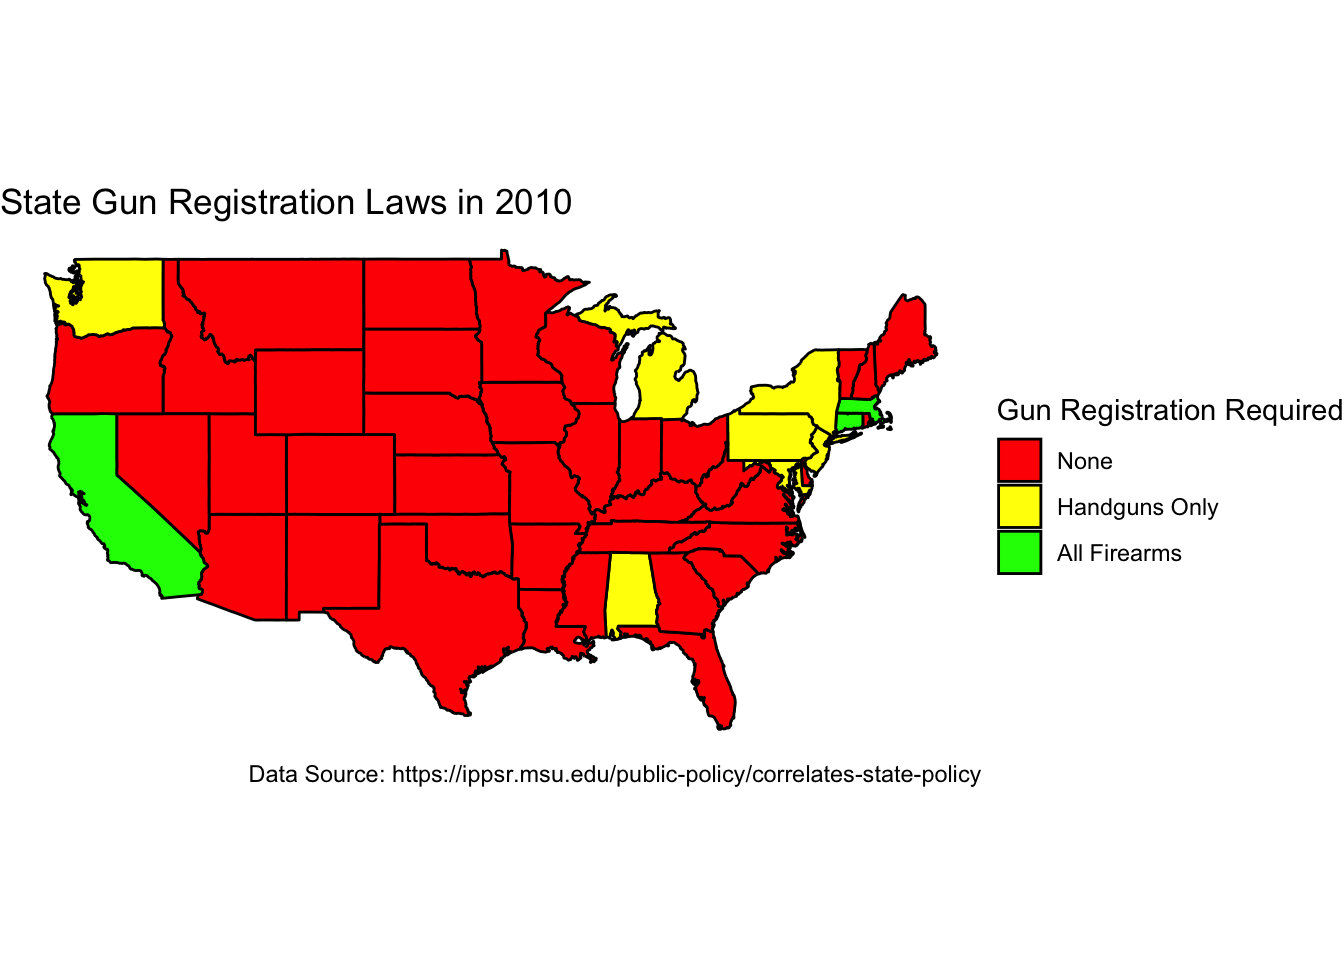 State Gun Registration Laws in 2010
Gun Registration Required
None
Handguns Only
All Firearms
Data Source: https://ippsr.msu.edu/public-policy/correlates-state-policy